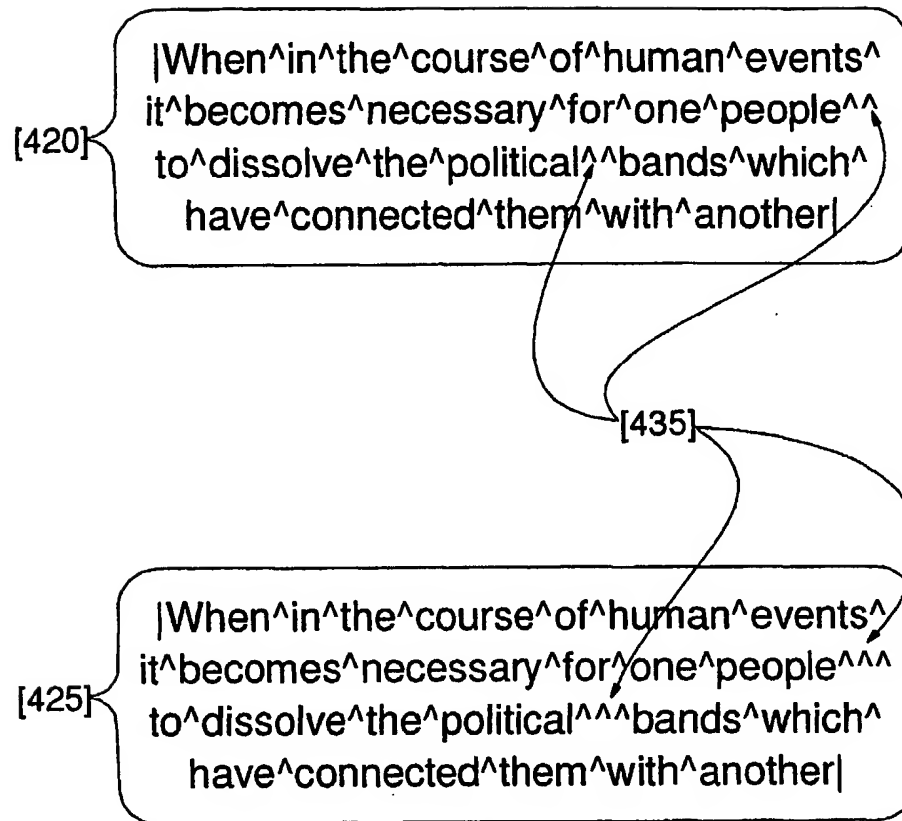 |When^in^the^course^of^human^events^
it^becomes^necessary^for^one^people^^
[420]
to^dissolve^the^political^^bands^which^
have^connected^them^with^another|
[435]
|When^in^the^course^of^human^events^
it^becomes^necessary^for^one^people^^^
[425]
to^dissolve^the^political^^^bands^which^
have^connected^them^with^another|